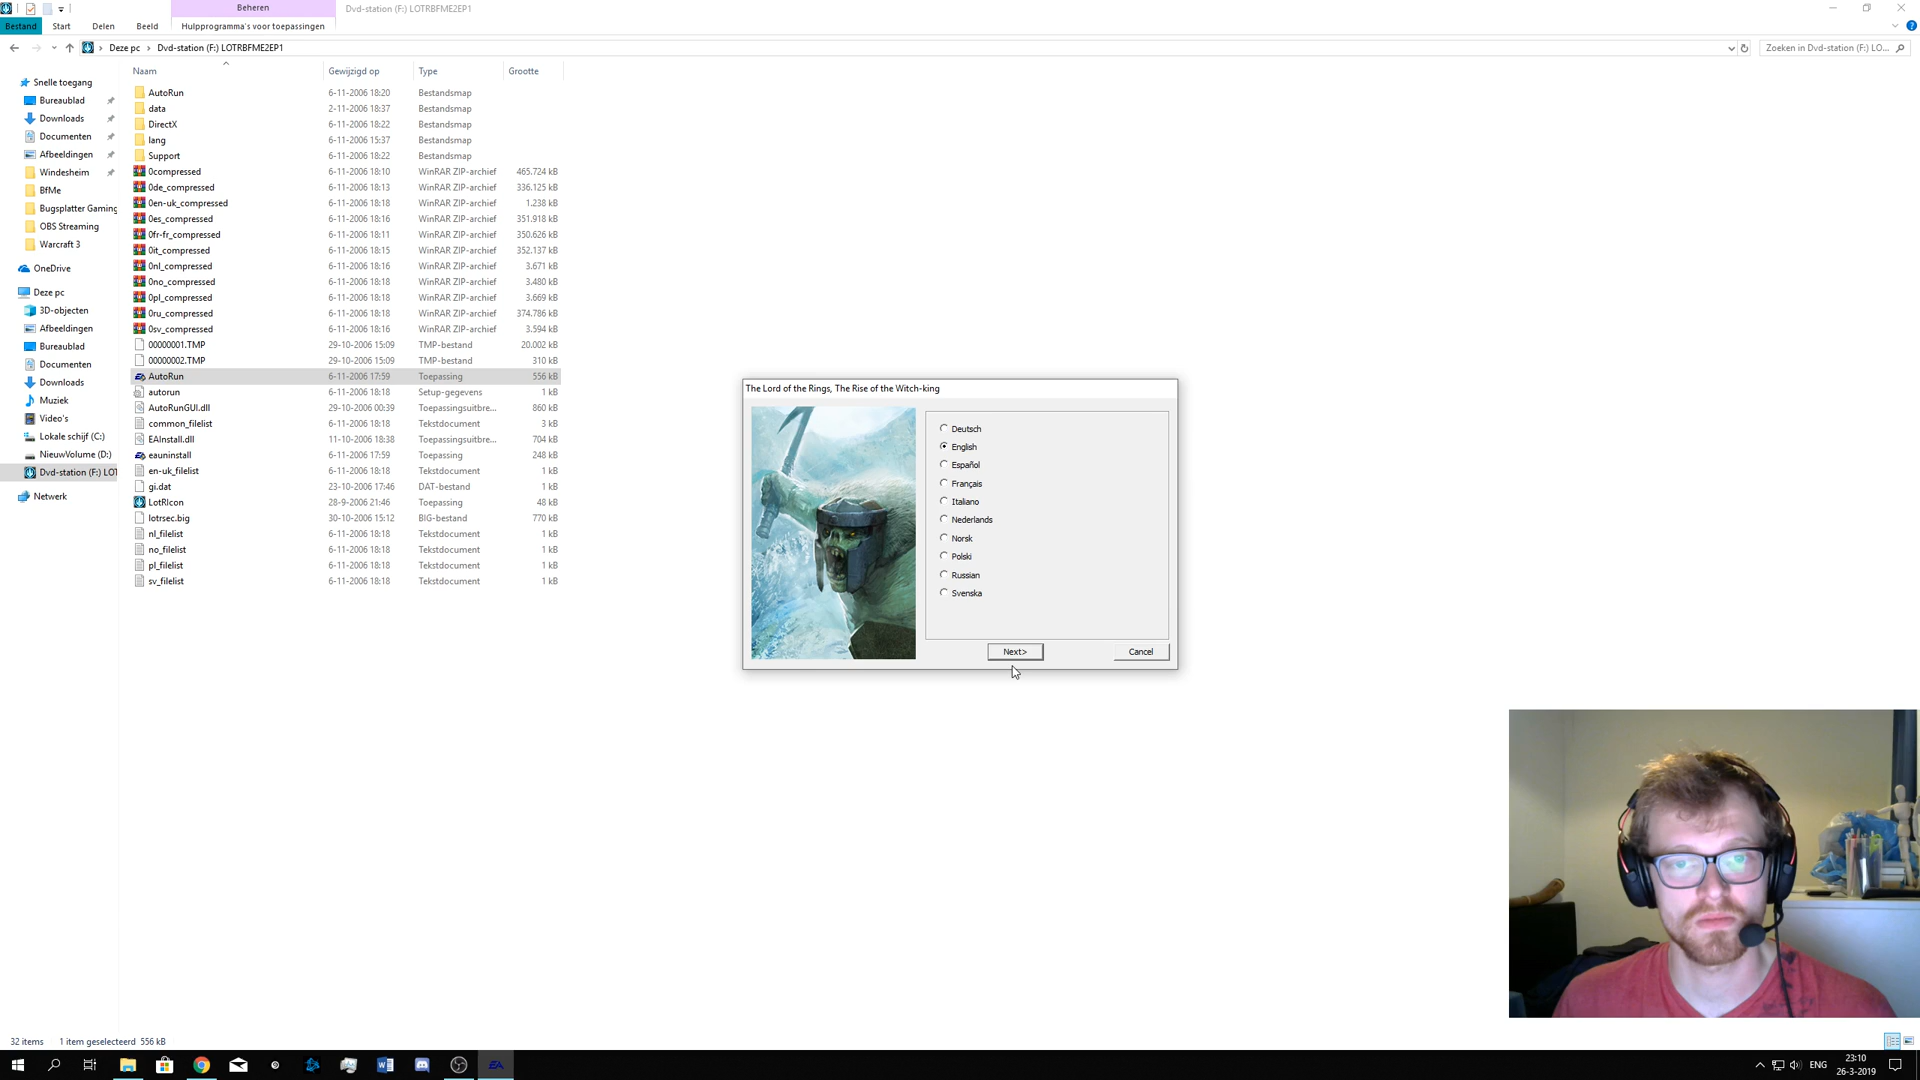 Beheren
Dvd-station (F:) LOTRBFME2EP1
Bestand Start Delen Beeld Hulpprogramma's voor toepassingen
Deze pc Dvd-station (F:) LOTRBFME2EP1
Zoeken in Dvd-station (F:) LO...
Naam Gewijzigd op Type Grootte
Snelle toegang
Bureaublad
Downloads
Documenten
Afbeeldingen
Windesheim
BfMe
Bugsplatter Gaming
OBS Streaming
Warcraft 3
OneDrive
Deze pc
3D-objecten
Afbeeldingen
Bureaublad
Documenten
Downloads
Muziek
Video's
Lokale schijf (C:)
NieuwVolume (D:)
Dvd-station (F:) LOT
Netwerk
AutoRun 6-11-2006 18:20 Bestandsmap
data 2-11-2006 18:37 Bestandsmap
DirectX 6-11-2006 18:22 Bestandsmap
lang 6-11-2006 15:37 Bestandsmap
Support 6-11-2006 18:22 Bestandsmap
0compressed 6-11-2006 18:10 WinRAR ZIP-archief 465.724 kB
0de_compressed 6-11-2006 18:13 WinRAR ZIP-archief 336.125 kB
0en-uk_compressed 6-11-2006 18:18 WinRAR ZIP-archief 1.238 kB
0es_compressed 6-11-2006 18:16 WinRAR ZIP-archief 351.918 kB
0fr-fr_compressed 6-11-2006 18:11 WinRAR ZIP-archief 350.626 kB
0it_compressed 6-11-2006 18:15 WinRAR ZIP-archief 352.137 kB
0nl_compressed 6-11-2006 18:16 WinRAR ZIP-archief 3.671 kB
0no_compressed 6-11-2006 18:18 WinRAR ZIP-archief 3.480 kB
0pl_compressed 6-11-2006 18:18 WinRAR ZIP-archief 3.669 kB
0ru_compressed 6-11-2006 18:18 WinRAR ZIP-archief 374.786 kB
0sv_compressed 6-11-2006 18:16 WinRAR ZIP-archief 3.594 kB
00000001.TMP 29-10-2006 15:09 TMP-bestand 20.002 kB
00000002.TMP 29-10-2006 15:09 TMP-bestand 310 kB
AutoRun 6-11-2006 17:59 Toepassing 556 kB
autorun 6-11-2006 18:18 Setup-gegevens 1 kB
AutoRunGUI.dll 29-10-2006 00:39 Toepassingsuitbre... 860 kB
common_filelist 6-11-2006 18:18 Tekstdocument 3 kB
EAInstall.dll 11-10-2006 18:38 Toepassingsuitbre... 704 kB
eauninstall 6-11-2006 17:59 Toepassing 248 kB
en-uk_filelist 6-11-2006 18:18 Tekstdocument 1 kB
gi.dat 23-10-2006 17:46 DAT-bestand 1 kB
LotRIcon 28-9-2006 21:46 Toepassing 48 kB
lotrsec.big 30-10-2006 15:12 BIG-bestand 770 kB
nl_filelist 6-11-2006 18:18 Tekstdocument 1 kB
no_filelist 6-11-2006 18:18 Tekstdocument 1 kB
pl_filelist 6-11-2006 18:18 Tekstdocument 1 kB
sv_filelist 6-11-2006 18:18 Tekstdocument 1 kB
The Lord of the Rings, The Rise of the Witch-king
Deutsch
English
Español
Français
Italiano
Nederlands
Norsk
Polski
Russian
Svenska
Next> Cancel
32 items 1 item geselecteerd 556 kB
EA
ENG
23:10
26-3-2019